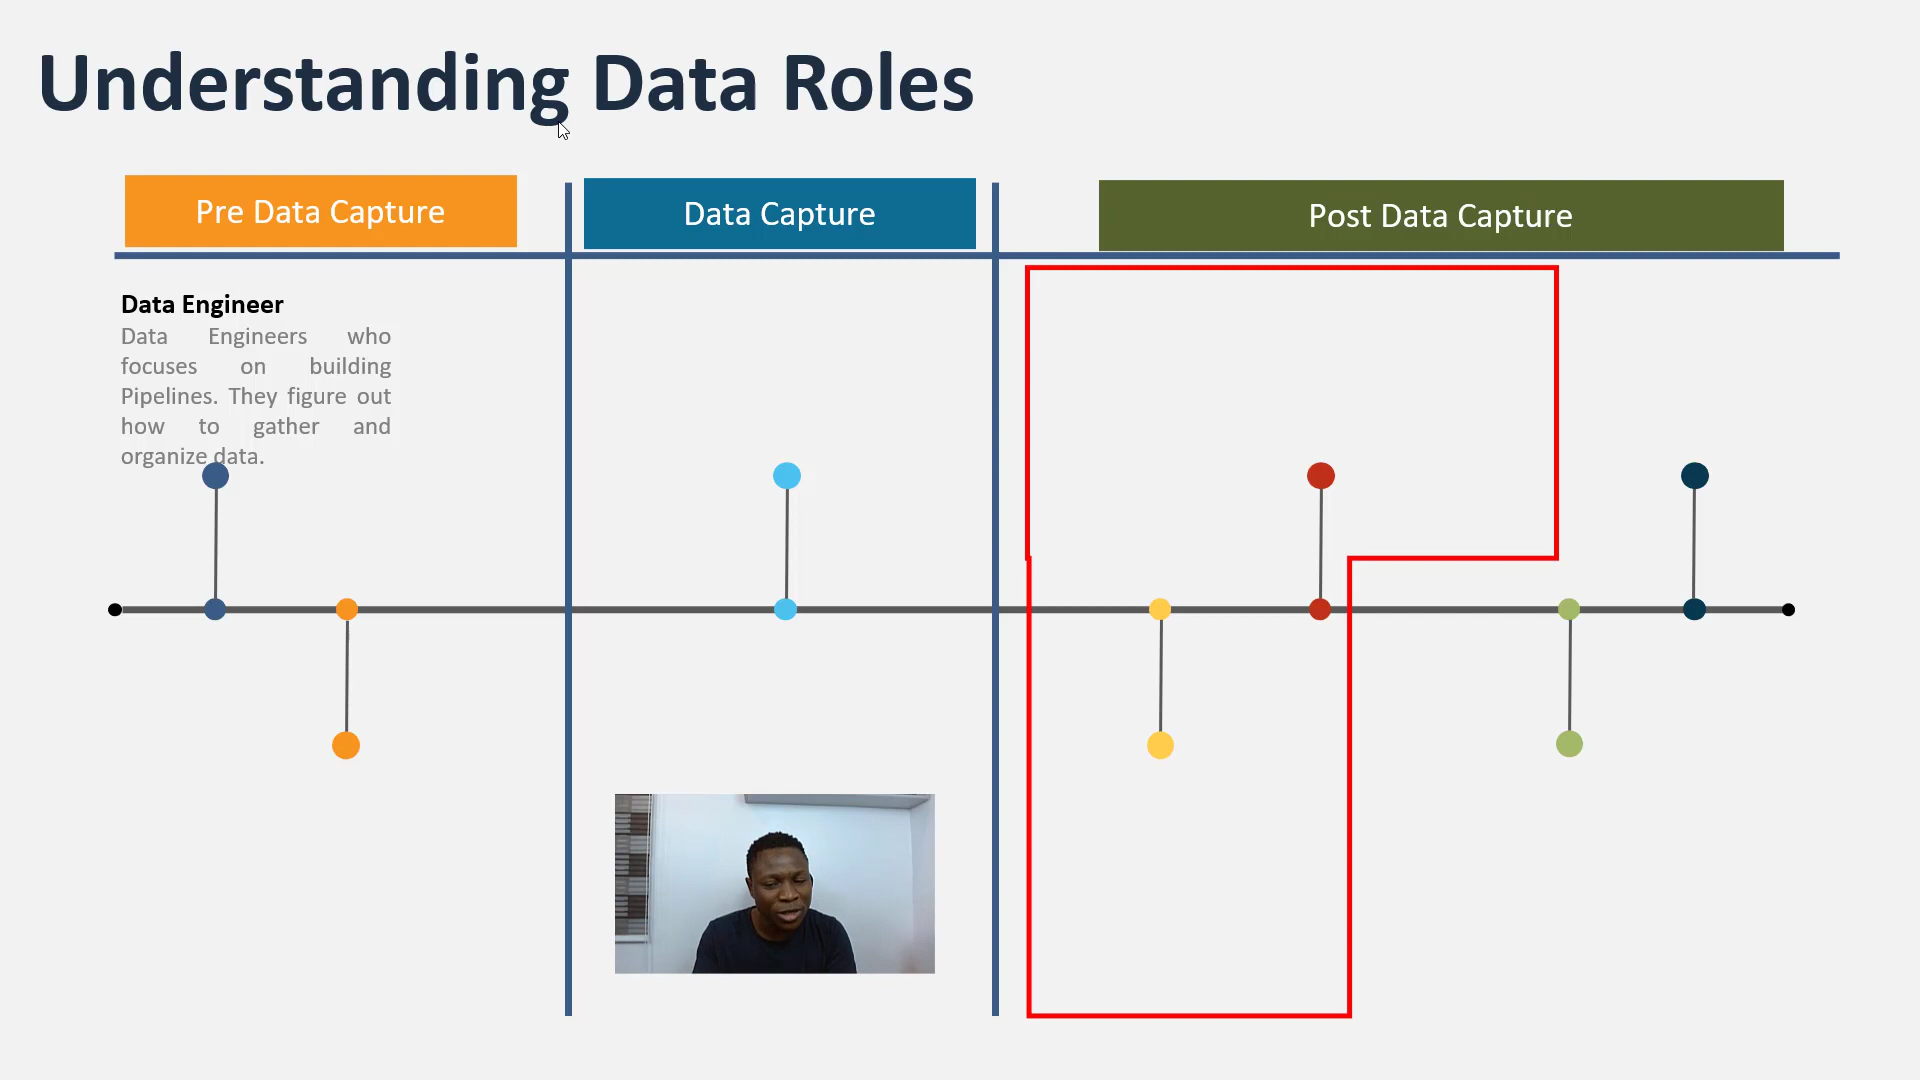 Understanding Data Roles
Pre Data Capture
Data Capture
Post Data Capture
Data Engineer
Data Engineers who
focuses on building
Pipelines. They figure out
how to gather and
organize data.